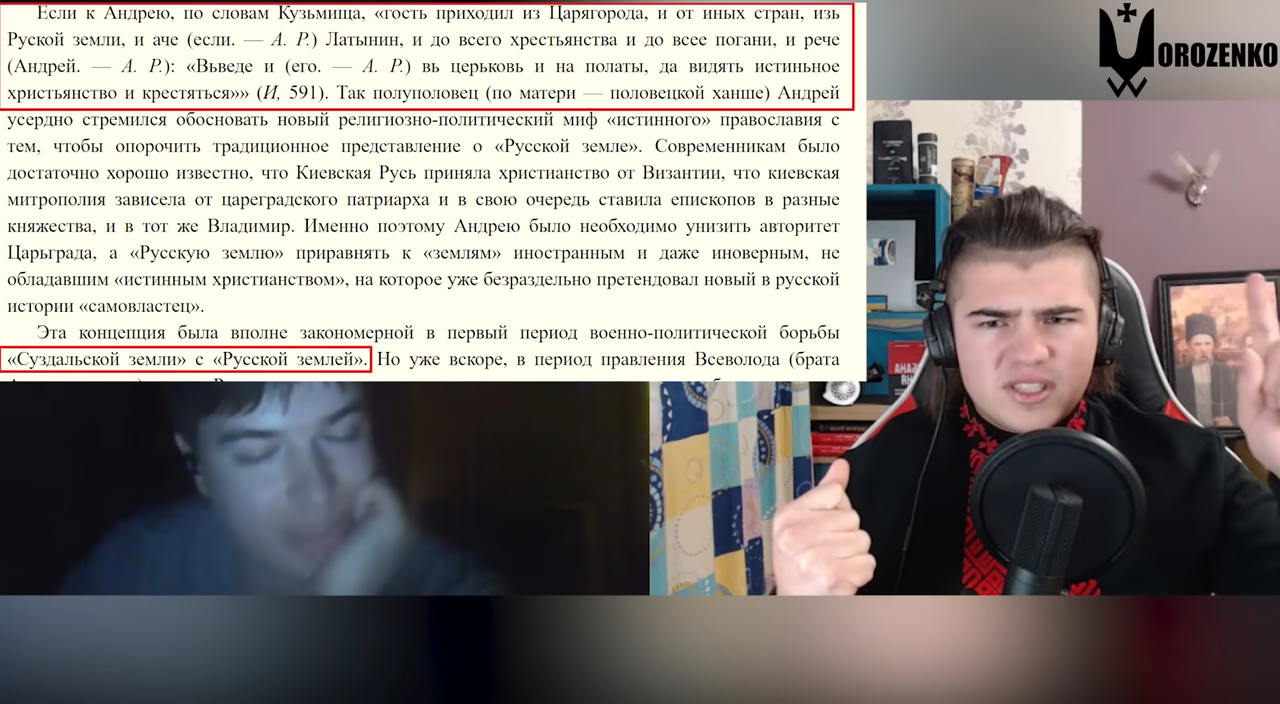 Если к Андрею, по словам Кузьмища, «гость приходил из Царягорода, и от иных стран, изь
Руской земли, и аче (если. — А. Р.) Латынин, и до всего хрестьянства и до всее погани, и рече
(Андрей. — А. Р.): «Вьведе и (его. — А. Р.) вь церьковь и на полаты, да видять истиньное
христьянство и крестяться»» (И, 591). Так полуполовец (по матери — половецкой ханше) Андрей
усердно стремился обосновать новый религиозно-политический миф «истинного» православия с
тем, чтобы опорочить традиционное представление о «Русской земле». Современникам было
достаточно хорошо известно, что Киевская Русь приняла христианство от Византии, что киевская
митрополия зависела от цареградского патриарха и в свою очередь ставила епископов в разные
княжества, и в тот же Владимир. Именно поэтому Андрею было необходимо унизить авторитет
Царьграда, а «Русскую землю» приравнять к «землям» иностранным и даже иноверным, не
обладавшим «истинным христианством», на которое уже безраздельно претендовал новый в русской
истории «самовластец».
Эта концепция была вполне закономерной в первый период военно-политической борьбы
«Суздальской земли» с «Русской землей». Но уже вскоре, в период правления Всеволода (брата
OROZENKO